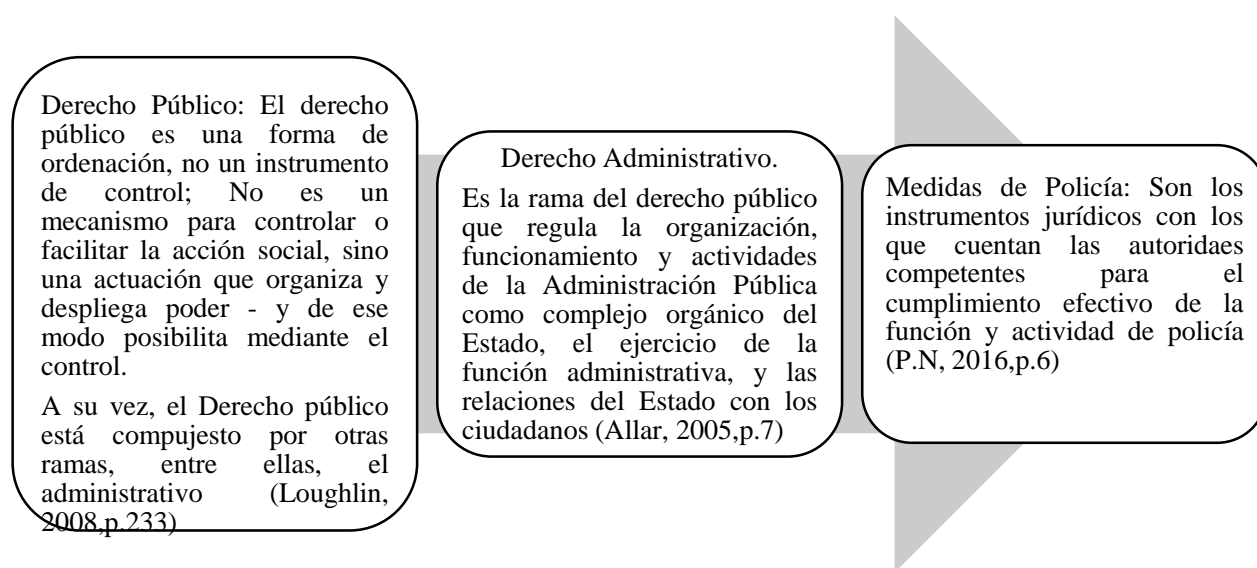 Derecho Público: El derecho
público es una forma de
ordenación, no un instrumento
de control; No es un
mecanismo para controlar o
facilitar la acción social, sino
una actuación que organiza y
despliega poder - y de ese
modo posibilita mediante el
control.
A su vez, el Derecho público
está compujesto por otras
ramas, entre ellas, el
administrativo (Loughlin,
2008,p.233)
Derecho Administrativo.
Es la rama del derecho público
que regula la organización,
funcionamiento y actividades
de la Administración Pública
como complejo orgánico del
Estado, el ejercicio de la
función administrativa, y las
relaciones del Estado con los
ciudadanos (Allar, 2005,p.7)
Medidas de Policía: Son los
instrumentos jurídicos con los
que cuentan las autoridaes
competentes para el
cumplimiento efectivo de la
función y actividad de policía
(P.N, 2016,p.6)